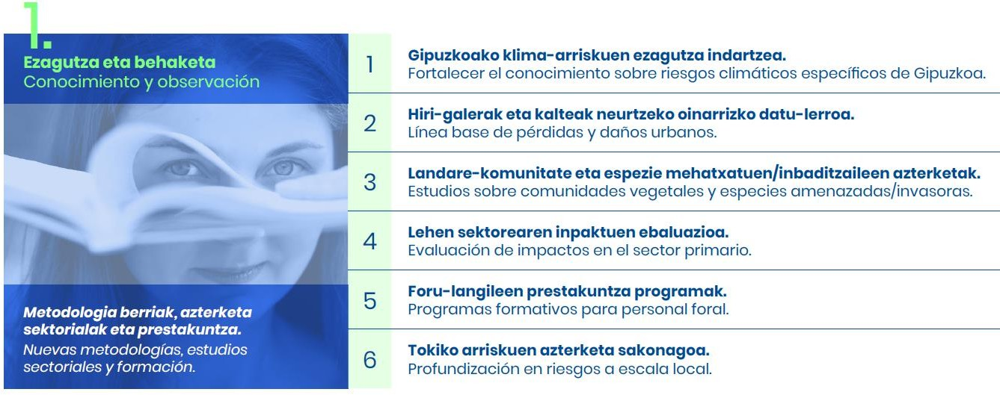 1.
Ezagutza eta behaketa
Conocimiento y observación
Metodologia berriak, azterketa
sektorialak eta prestakuntza.
Nuevas metodologías, estudios
sectoriales y formación.
1
Gipuzkoako klima-arriskuen ezagutza indartzea.
Fortalecer el conocimiento sobre riesgos climáticos específicos de Gipuzkoa.
2
Hiri-galerak eta kalteak neurtzeko oinarrizko datu-lerroa.
Línea base de pérdidas y daños urbanos.
3
Landare-komunitate eta espezie mehatxatuen/inbaditzaileen azterketak.
Estudios sobre comunidades vegetales y especies amenazadas/invasoras.
4
Lehen sektorearen inpaktuen ebaluazioa.
Evaluación de impactos en el sector primario.
5
Foru-langileen prestakuntza programak.
Programas formativos para personal foral.
6
Tokiko arriskuen azterketa sakonagoa.
Profundización en riesgos a escala local.